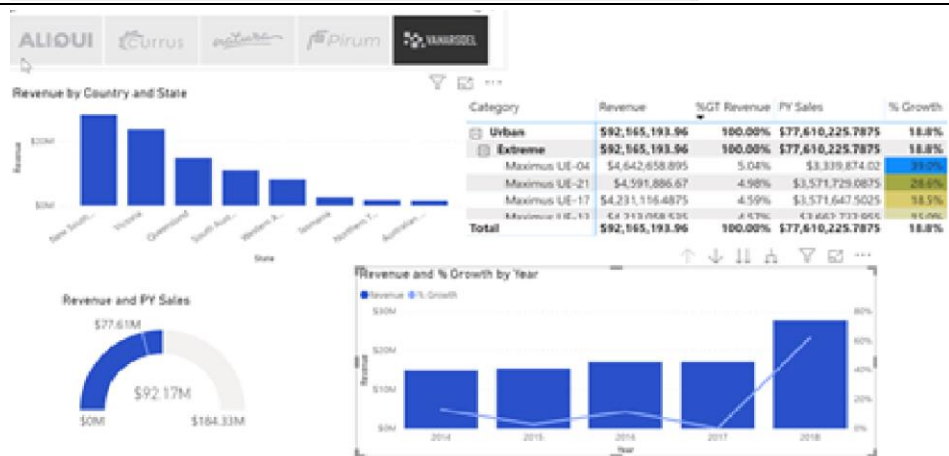 ALIQUI Currus natura Pirum VANARSDEL
Revenue by Country and State
$20M
$0M
Revenue
New South... Victoria Queensland South Aust... Western A... Tasmania Northern T... Australian...
State
Category Revenue %GT Revenue PY Sales % Growth
Urban $92,165,193.96 100.00% $77,610,225.7875 18.8%
Extreme $92,165,193.96 100.00% $77,610,225.7875 18.8%
Maximus UE-04 $4,642,658.895 5.04% $3,339,874.02 39.0%
Maximus UE-21 $4,591,886.67 4.98% $3,571,729.0875 28.6%
Maximus UE-17 $4,231,116.4875 4.59% $3,571,647.5025 18.5%
4.57% 15.0%
Total $92,165,193.96 100.00% $77,610,225.7875 18.8%
Revenue and PY Sales
$77.61M
$92.17M
$0M $184.33M
Revenue and % Growth by Year
Revenue % Growth
$30M 80%
60%
$20M
40%
$10M
20%
$0M 0%
Revenue
2014 2015 2016 2017 2018
Year